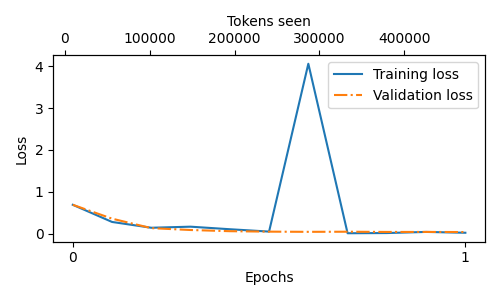 Tokens seen
0 100000 200000 300000 400000
4
3
2
1
0
Loss
Training loss
Validation loss
0 1
Epochs